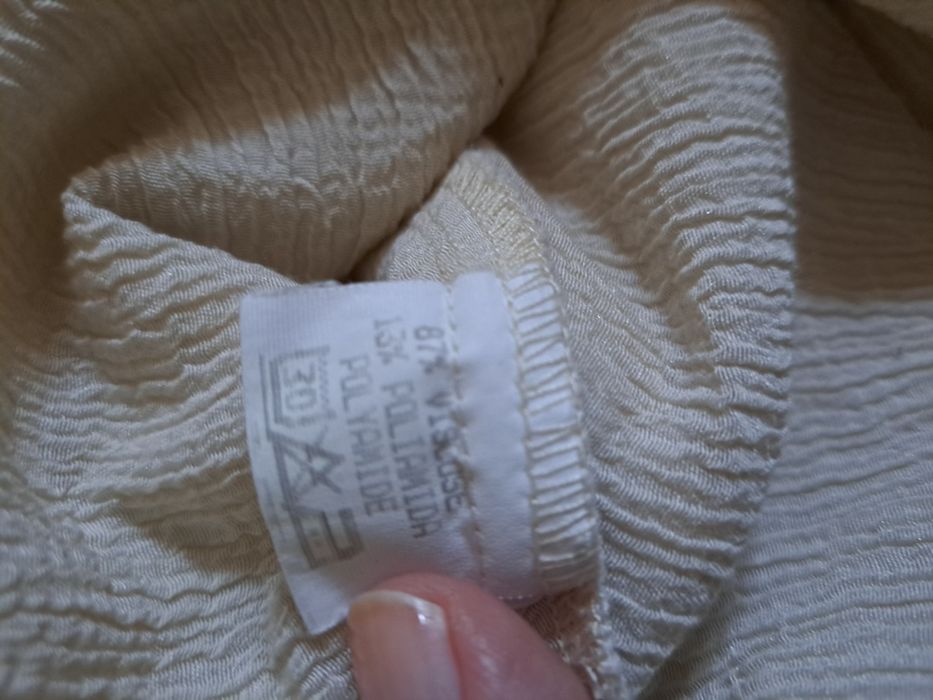 87% VISCOSE
13% POLIAMIDA
POLYAMIDE
30